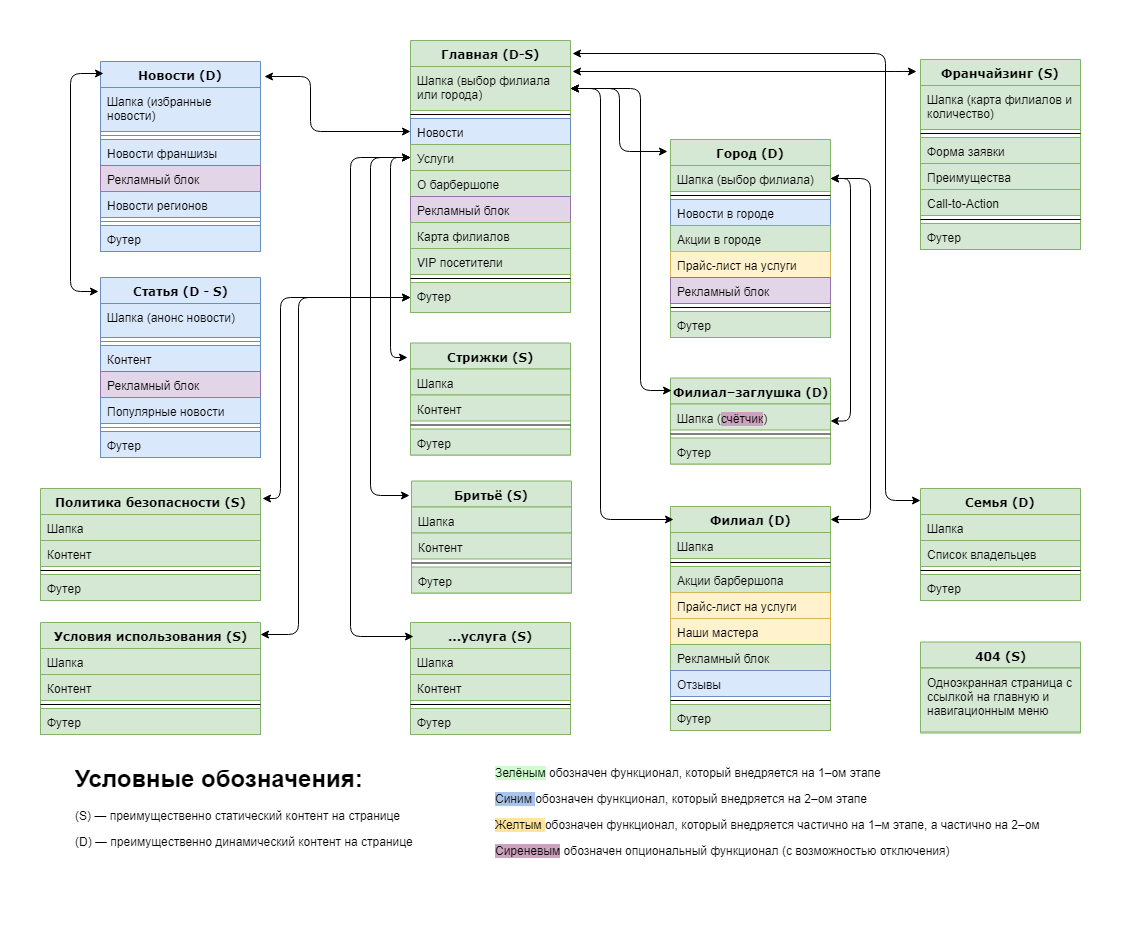 Новости (D)
Шапка (избранные
новости)
Новости франшизы
Рекламный блок
Новости регионов
Футер
Статья (D - S)
Шапка (анонс новости)
Контент
Рекламный блок
Популярные новости
Футер
Политика безопасности (S)
Шапка
Контент
Футер
Условия использования (S)
Шапка
Контент
Футер
Главная (D-S)
Шапка (выбор филиала
или города)
Новости
Услуги
О барбершопе
Рекламный блок
Карта филиалов
VIP посетители
Футер
Стрижки (S)
Шапка
Контент
Футер
Бритьё (S)
Шапка
Контент
Футер
...услуга (S)
Шапка
Контент
Футер
Город (D)
Шапка (выбор филиала)
Новости в городе
Акции в городе
Прайс-лист на услуги
Рекламный блок
Футер
Филиал–заглушка (D)
Шапка (счётчик)
Футер
Филиал (D)
Шапка
Акции барбершопа
Прайс-лист на услуги
Наши мастера
Рекламный блок
Отзывы
Футер
Франчайзинг (S)
Шапка (карта филиалов и
количество)
Форма заявки
Преимущества
Call-to-Action
Футер
Семья (D)
Шапка
Список владельцев
Футер
404 (S)
Одноэкранная страница с
ссылкой на главную и
навигационным меню
Условные обозначения:
(S) — преимущественно статический контент на странице
(D) — преимущественно динамический контент на странице
Зелёным обозначен функционал, который внедряется на 1–ом этапе
Синим обозначен функционал, который внедряется на 2–ом этапе
Желтым обозначен функционал, который внедряется частично на 1–м этапе, а частично на 2–ом
Сиреневым обозначен опциональный функционал (с возможностью отключения)